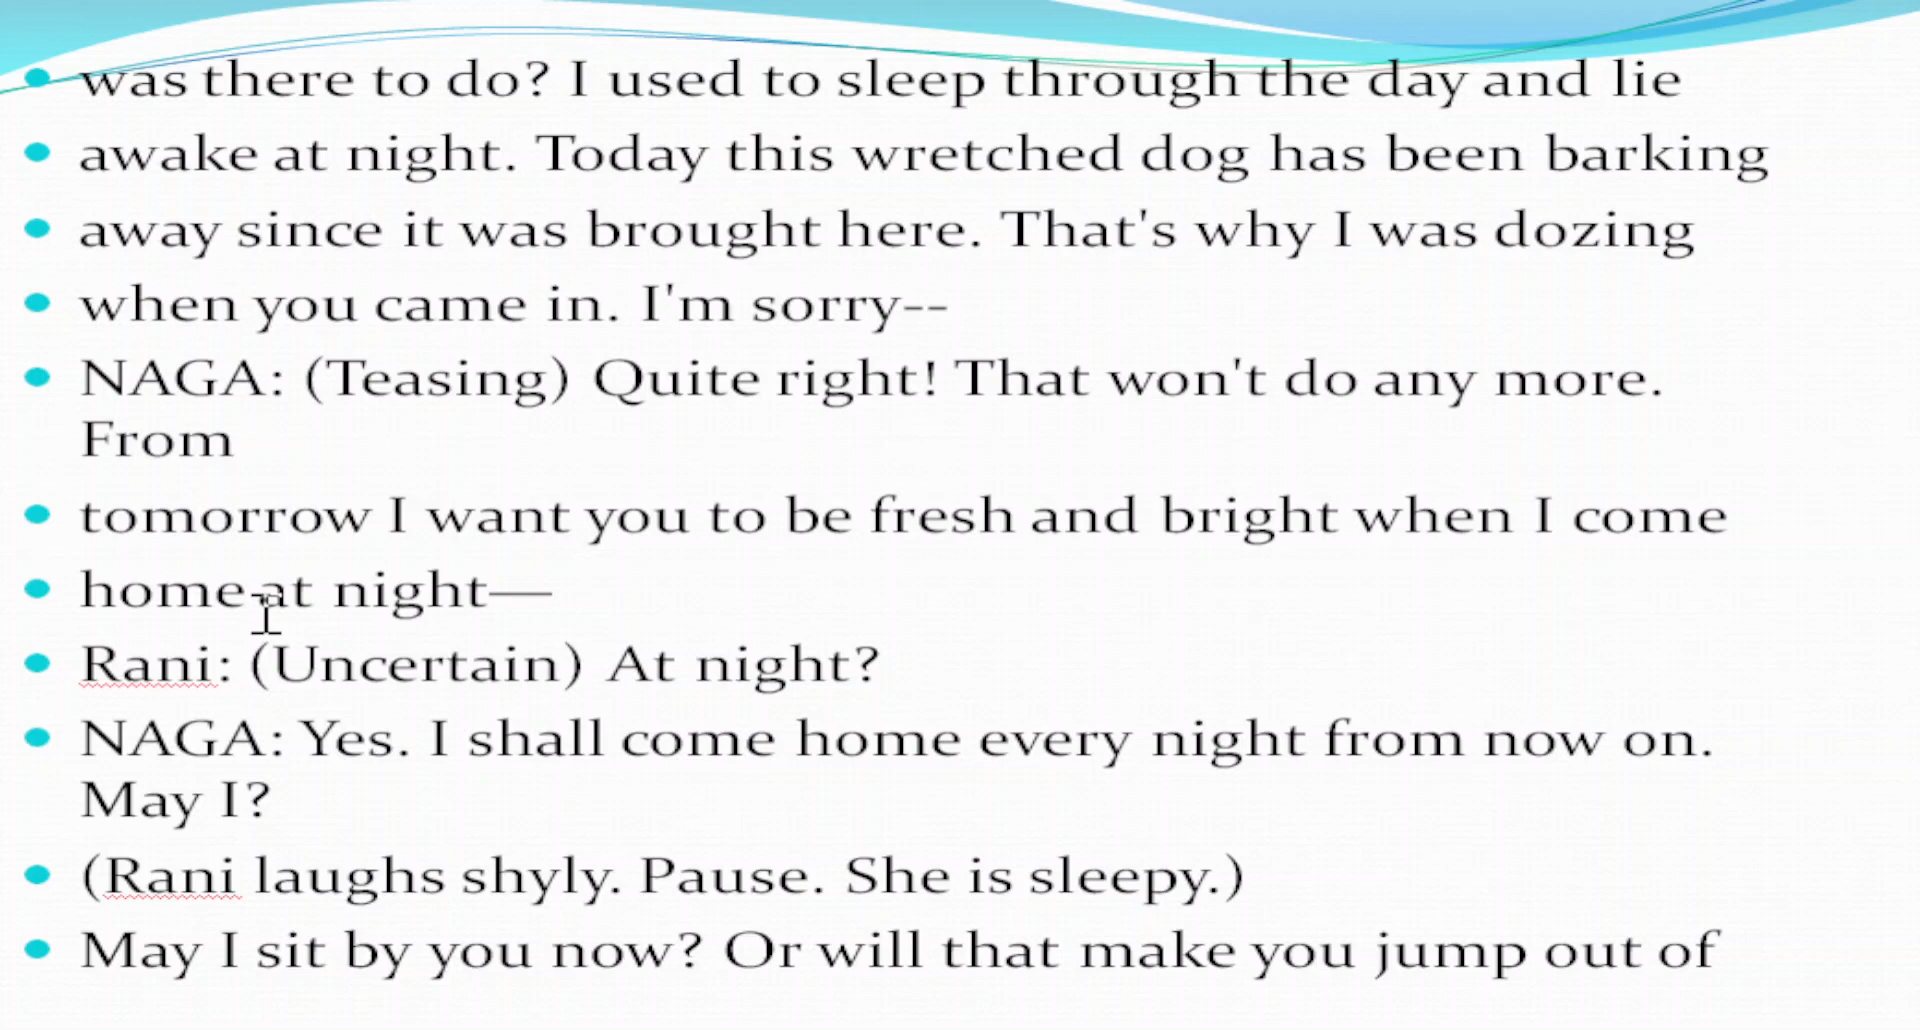 was there to do? I used to sleep through the day and lie
awake at night. Today this wretched dog has been barking
away since it was brought here. That's why I was dozing
when you came in. I'm sorry--
NAGA: (Teasing) Quite right! That won't do any more.
From
tomorrow I want you to be fresh and bright when I come
home at night—
Rani: (Uncertain) At night?
NAGA: Yes. I shall come home every night from now on.
May I?
(Rani laughs shyly. Pause. She is sleepy.)
May I sit by you now? Or will that make you jump out of